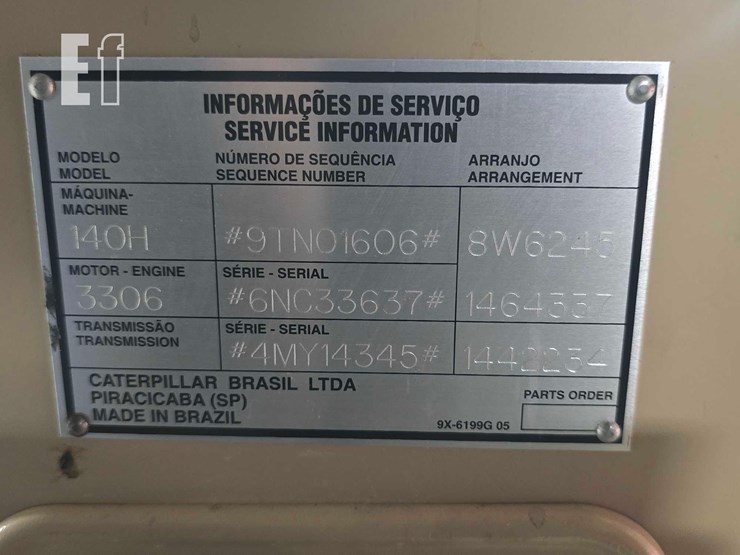 Ef
INFORMAÇÕES DE SERVIÇO
SERVICE INFORMATION
MODELO NÚMERO DE SEQUÊNCIA ARRANJO
MODEL SEQUENCE NUMBER ARRANGEMENT
MÁQUINA-
MACHINE
140H #9TN01606# 8W6245
MOTOR - ENGINE SÉRIE - SERIAL
3306 #6NC33637# 1464337
TRANSMISSÃO SÉRIE - SERIAL
TRANSMISSION
#4MY14345# 1442234
CATERPILLAR BRASIL LTDA
PIRACICABA (SP) PARTS ORDER
MADE IN BRAZIL 9X-6199G 05